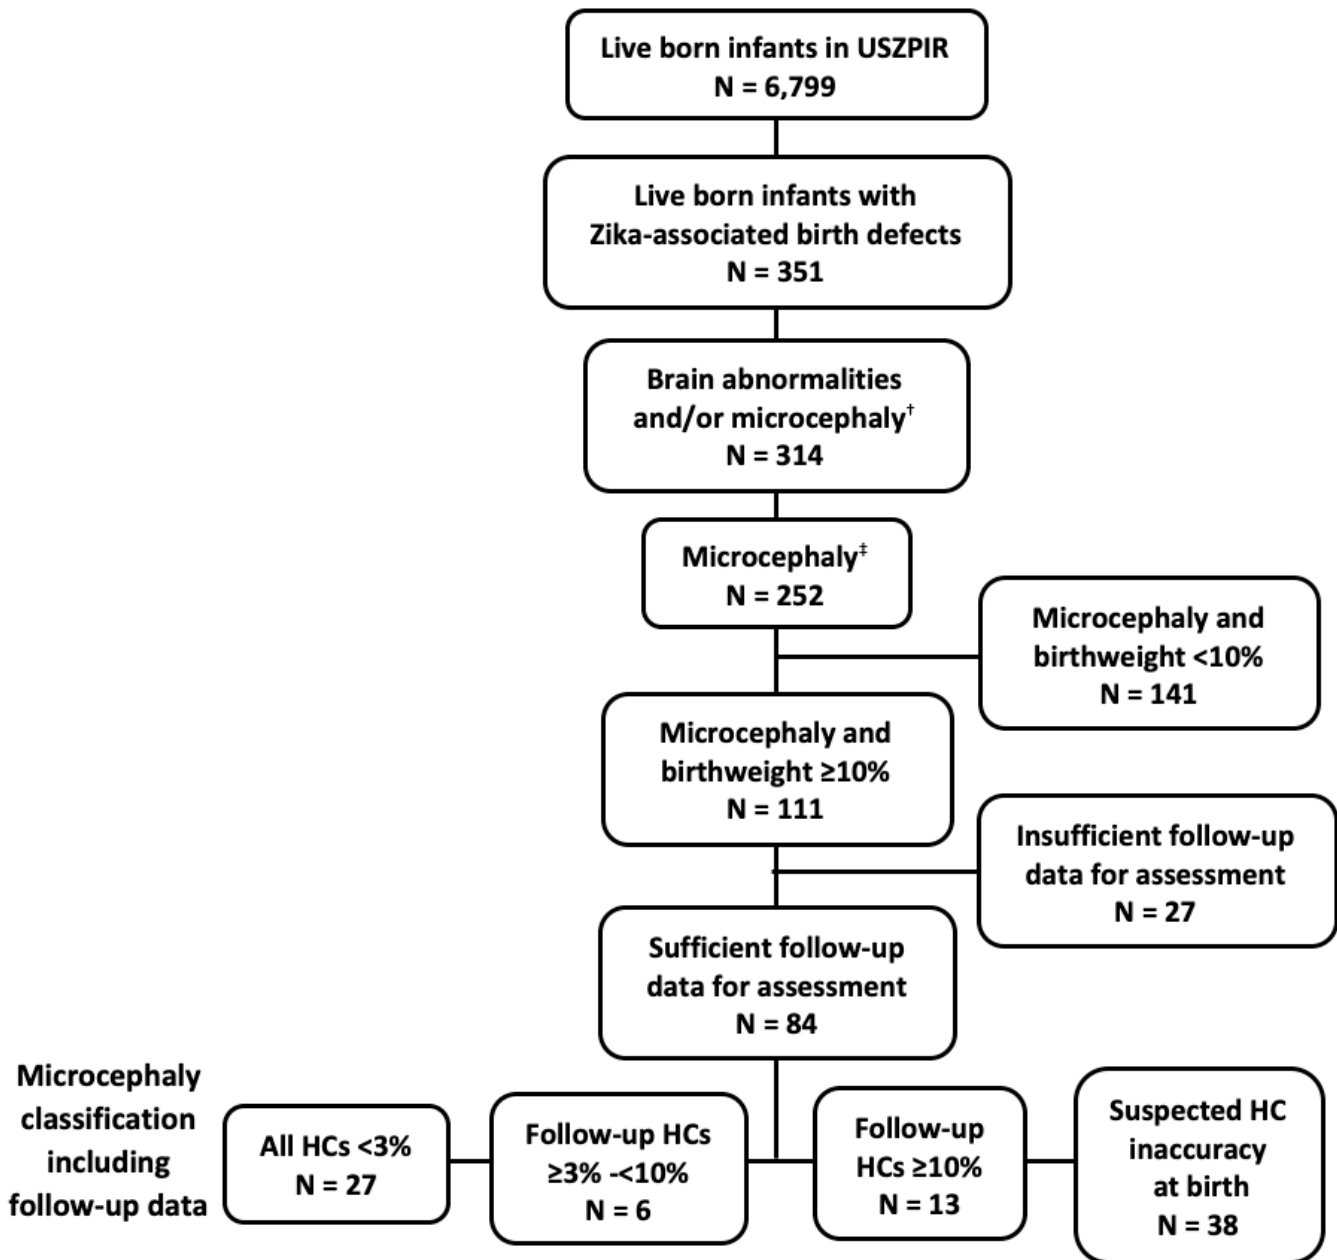 Live born infants in USZPIR
N = 6,799
Live born infants with
Zika-associated birth defects
N = 351
Brain abnormalities
and/or microcephaly†
N = 314
Microcephaly‡
N = 252
Microcephaly and
birthweight <10%
N = 141
Microcephaly and
birthweight ≥10%
N = 111
Insufficient follow-up
data for assessment
N = 27
Sufficient follow-up
data for assessment
N = 84
Microcephaly
classification
including
follow-up data
All HCs <3%
N = 27
Follow-up HCs
≥3% -<10%
N = 6
Follow-up
HCs ≥10%
N = 13
Suspected HC
inaccuracy
at birth
N = 38